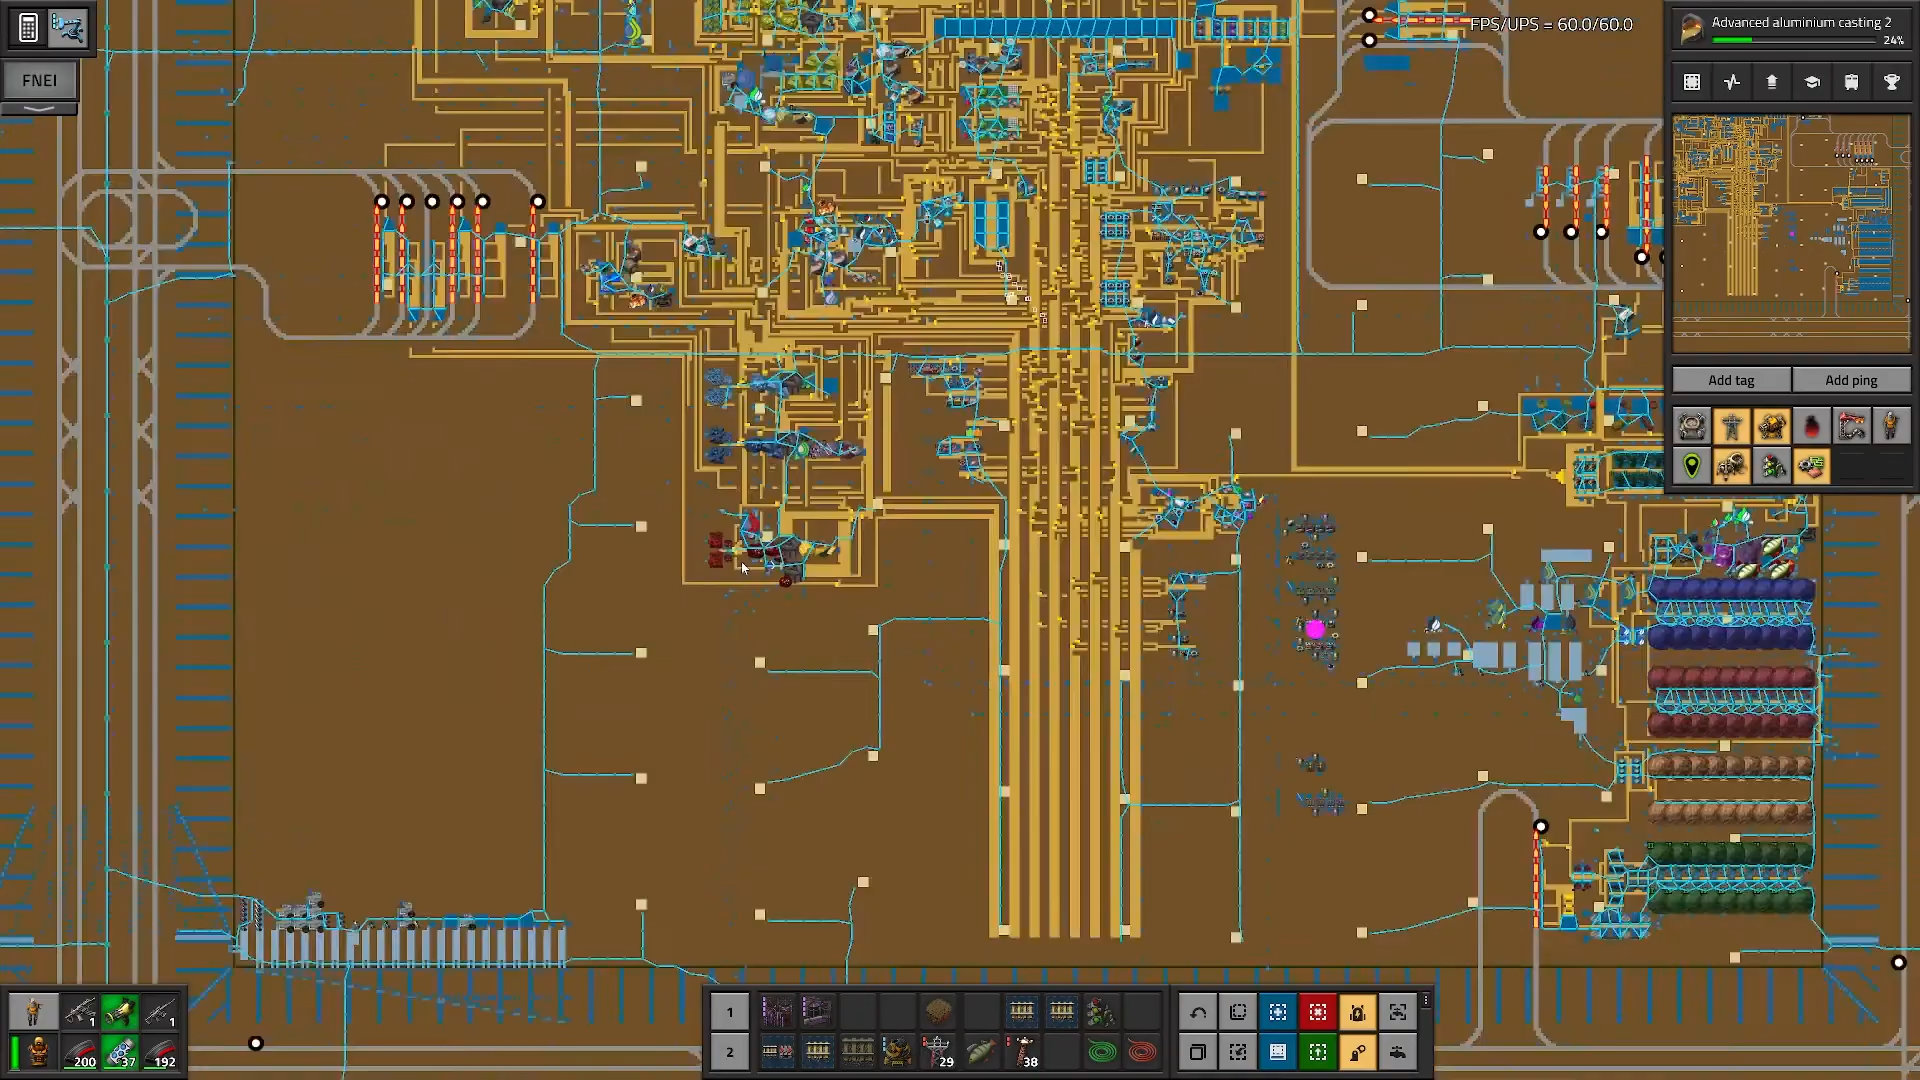 FPS/UPS = 60.0/60.0
Advanced aluminium casting 2
24%
FNEI
Add tag
Add ping
1
1
200
37
192
1
2
29
38